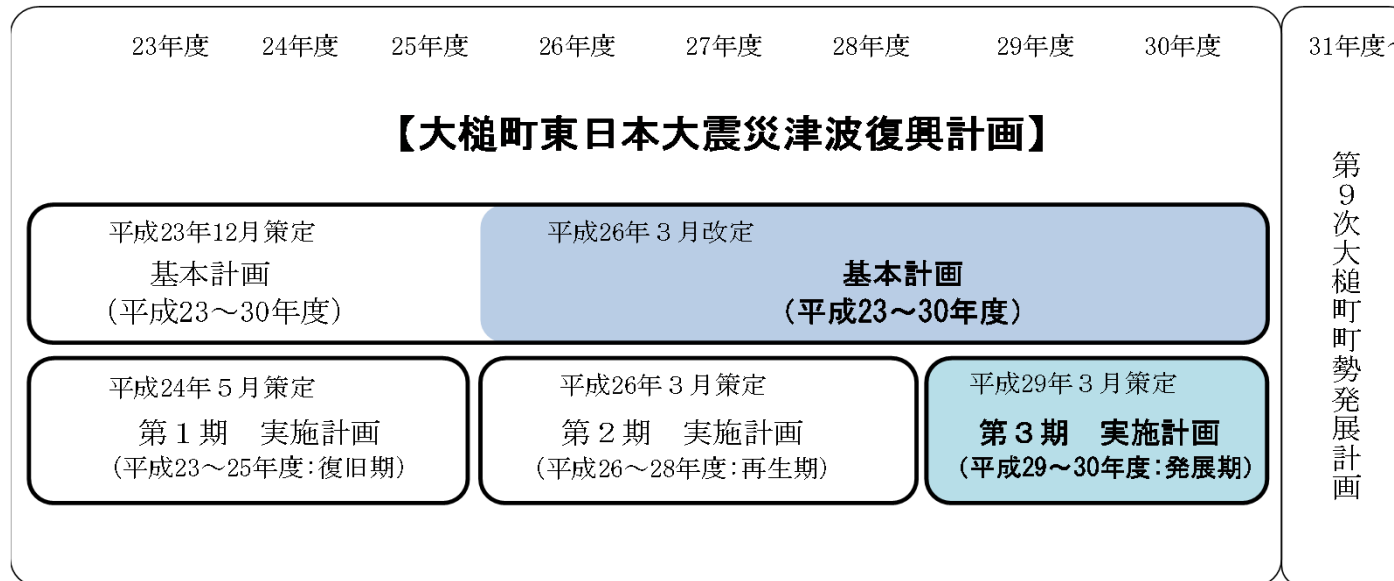 23年度 24年度 25年度 26年度 27年度 28年度 29年度 30年度 31年度~
【大槌町東日本大震災津波復興計画】
平成23年12月策定
基本計画
(平成23~30年度)
平成26年3月改定
基本計画
(平成23~30年度)
平成24年5月策定
第1期 実施計画
(平成23~25年度:復旧期)
平成26年3月策定
第2期 実施計画
(平成26~28年度:再生期)
平成29年3月策定
第3期 実施計画
(平成29~30年度:発展期)
第9次大槌町町勢発展計画